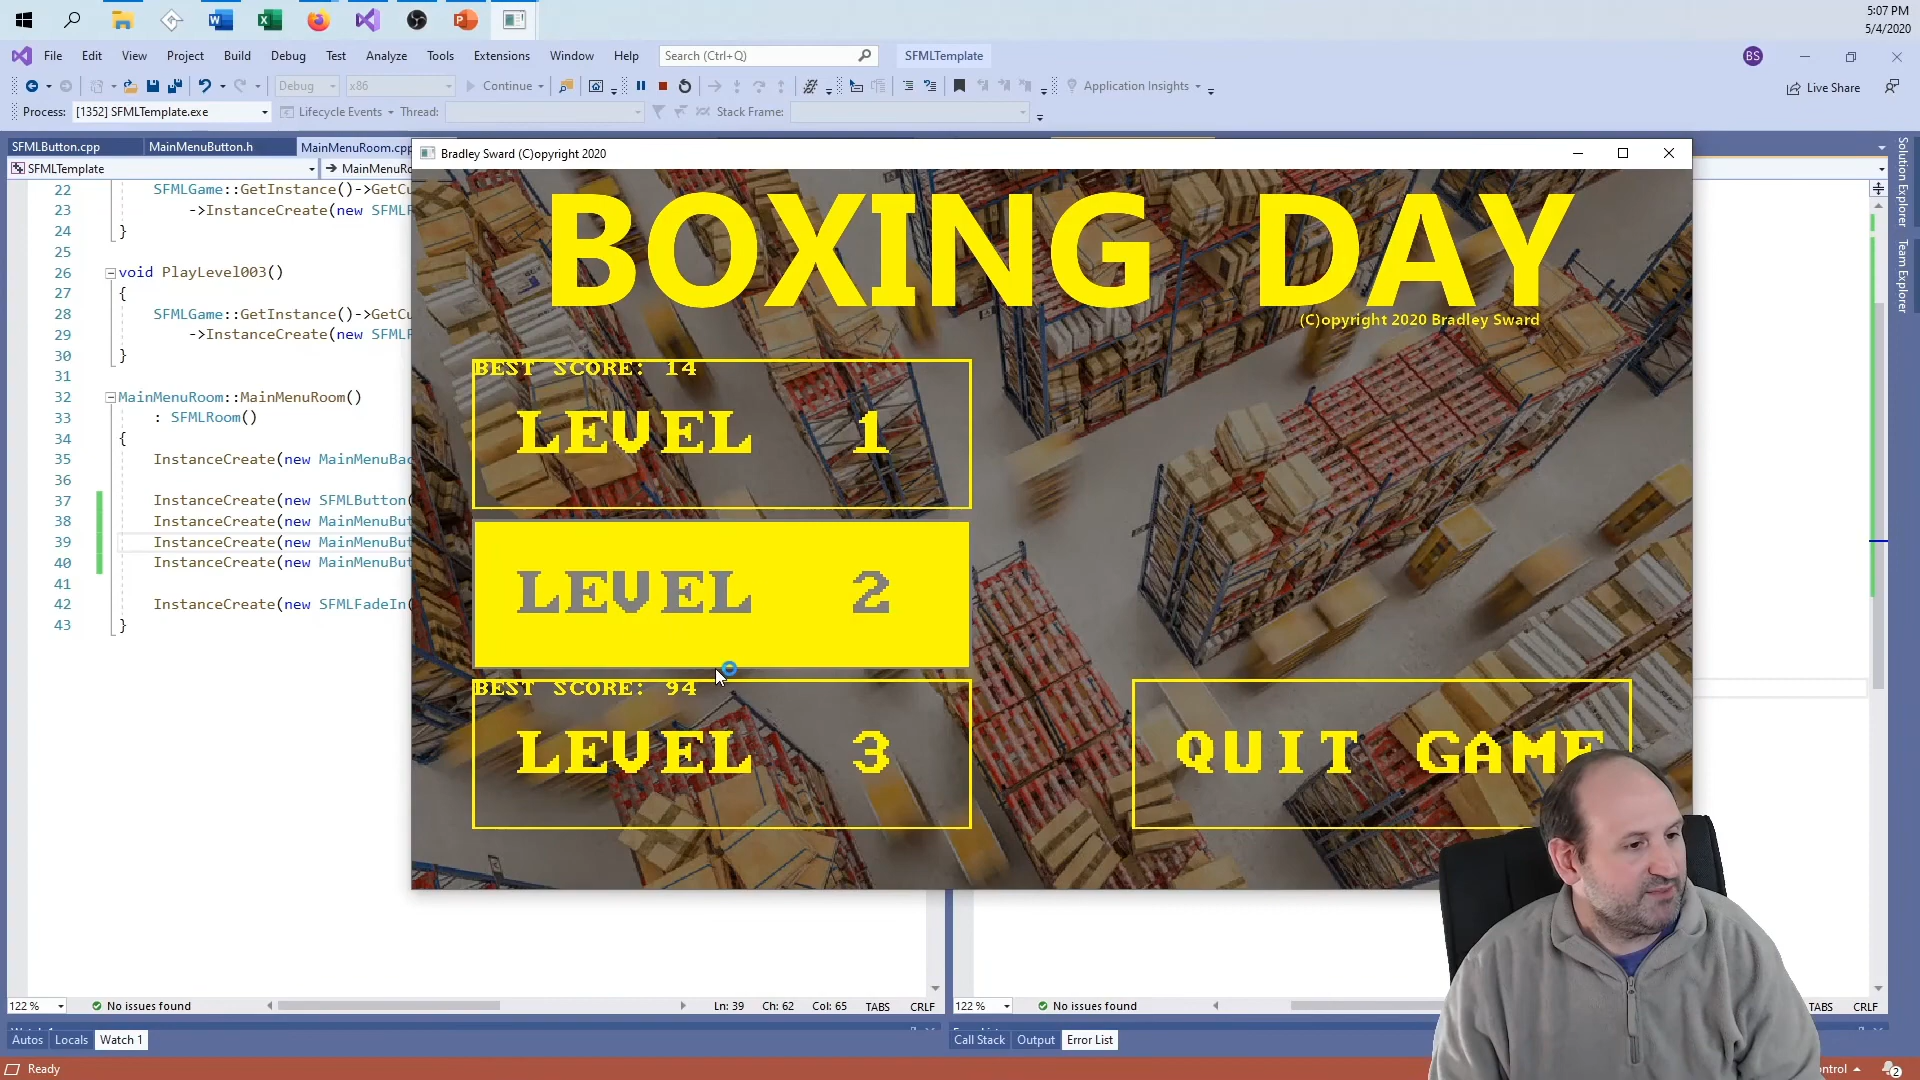 5:07 PM
5/4/2020
File Edit View Project Build Debug Test Analyze Tools Extensions Window Help Search (Ctrl+Q) SFMLTemplate BS
Debug x86 Continue Application Insights Live Share
Process: [1352] SFMLTemplate.exe Lifecycle Events Thread: Stack Frame:
SFMLButton.cpp MainMenuButton.h MainMenuRoom.cpp
Bradley Sward (C)opyright 2020
SFMLTemplate MainMenuRo
Solution Explorer
Team Explorer
22 SFMLGame::GetInstance()->GetCu
23 ->InstanceCreate(new SFMLF
24 }
25
26 void PlayLevel003()
27 {
28 SFMLGame::GetInstance()->GetCu
29 ->InstanceCreate(new SFMLF
30 }
31
32 MainMenuRoom::MainMenuRoom()
33 : SFMLRoom()
34 {
35 InstanceCreate(new MainMenuBac
36
37 InstanceCreate(new SFMLButton(
38 InstanceCreate(new MainMenuBut
39 InstanceCreate(new MainMenuBut
40 InstanceCreate(new MainMenuBut
41
42 InstanceCreate(new SFMLFadeIn(
43 }
BOXING DAY
(C)opyright 2020 Bradley Sward
BEST SCORE: 14
LEVEL 1
LEVEL 2
BEST SCORE: 94
LEVEL 3
QUIT GAME
122 % No issues found Ln: 39 Ch: 62 Col: 65 TABS CRLF
122 % No issues found TABS CRLF
Autos Locals Watch 1
Call Stack Output Error List
Ready
2